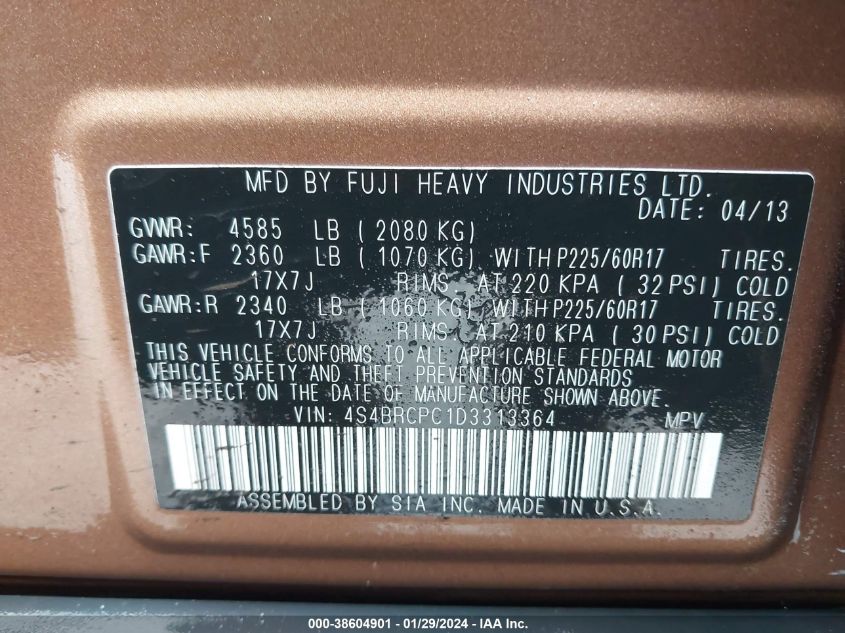 MFD BY FUJI HEAVY INDUSTRIES LTD.
DATE: 04/13
GVWR: 4585 LB ( 2080 KG)
GAWR:F 2360 LB ( 1070 KG) WITH P225/60R17 TIRES.
17X7J RIMS. AT 220 KPA ( 32 PSI) COLD
GAWR:R 2340 LB ( 1060 KG) WITH P225/60R17 TIRES.
17X7J RIMS. AT 210 KPA ( 30 PSI) COLD
THIS VEHICLE CONFORMS TO ALL APPLICABLE FEDERAL MOTOR
VEHICLE SAFETY AND THEFT PREVENTION STANDARDS
IN EFFECT ON THE DATE OF MANUFACTURE SHOWN ABOVE.
VIN: 4S4BRCPC1D3313364 MPV
ASSEMBLED BY SIA INC. MADE IN U.S.A.
000-38604901 - 01/29/2024 - IAA Inc.